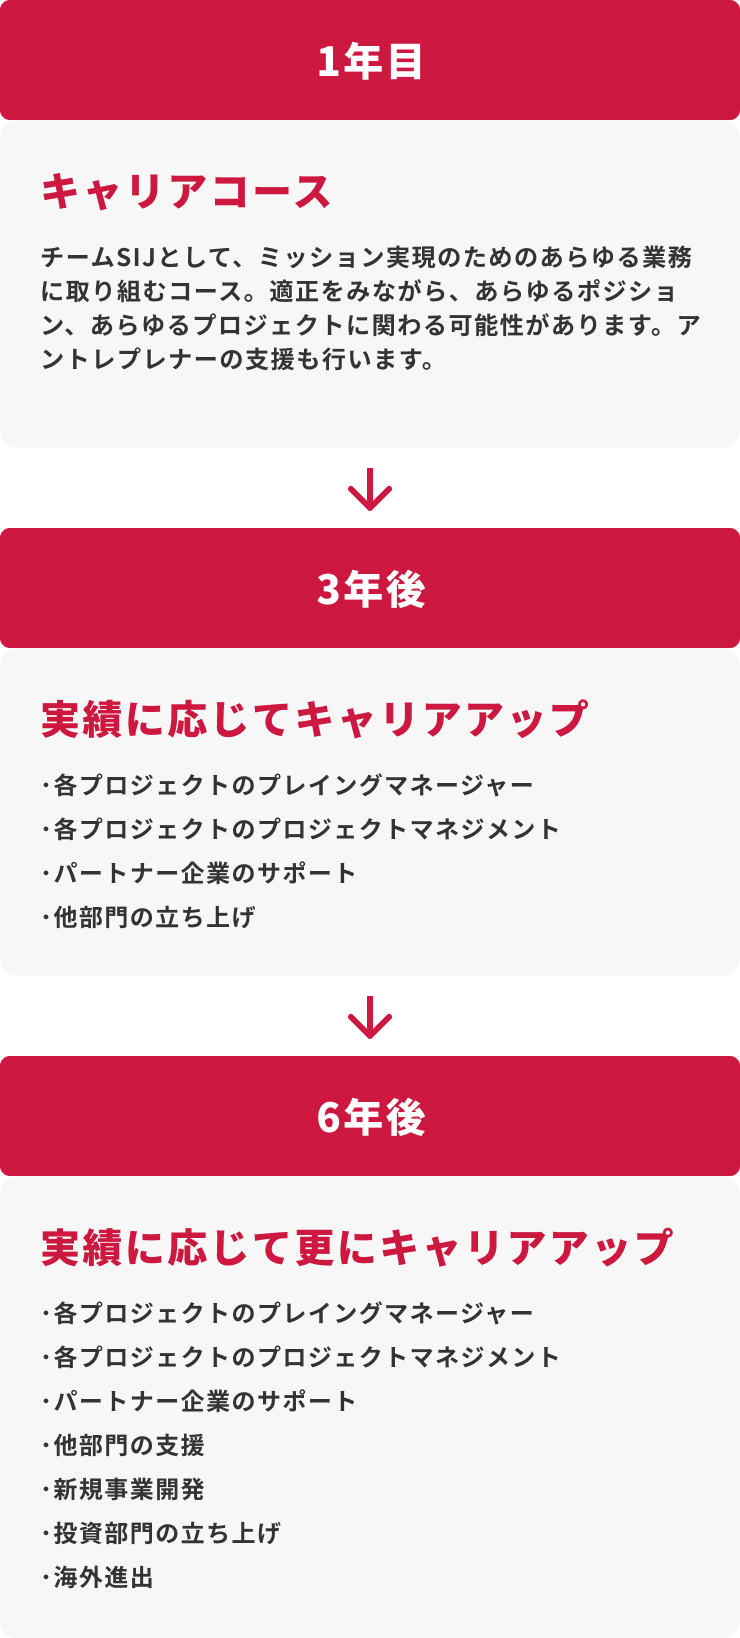 1年目
キャリアコース
チームSIJとして、ミッション実現のためのあらゆる業務
に取り組むコース。適正をみながら、あらゆるポジショ
ン、あらゆるプロジェクトに関わる可能性があります。ア
ントレプレナーの支援も行います。
3年後
実績に応じてキャリアアップ
・各プロジェクトのプレイングマネージャー
・各プロジェクトのプロジェクトマネジメント
・パートナー企業のサポート
・他部門の立ち上げ
6年後
実績に応じて更にキャリアアップ
・各プロジェクトのプレイングマネージャー
・各プロジェクトのプロジェクトマネジメント
・パートナー企業のサポート
・他部門の支援
・新規事業開発
・投資部門の立ち上げ
・海外進出